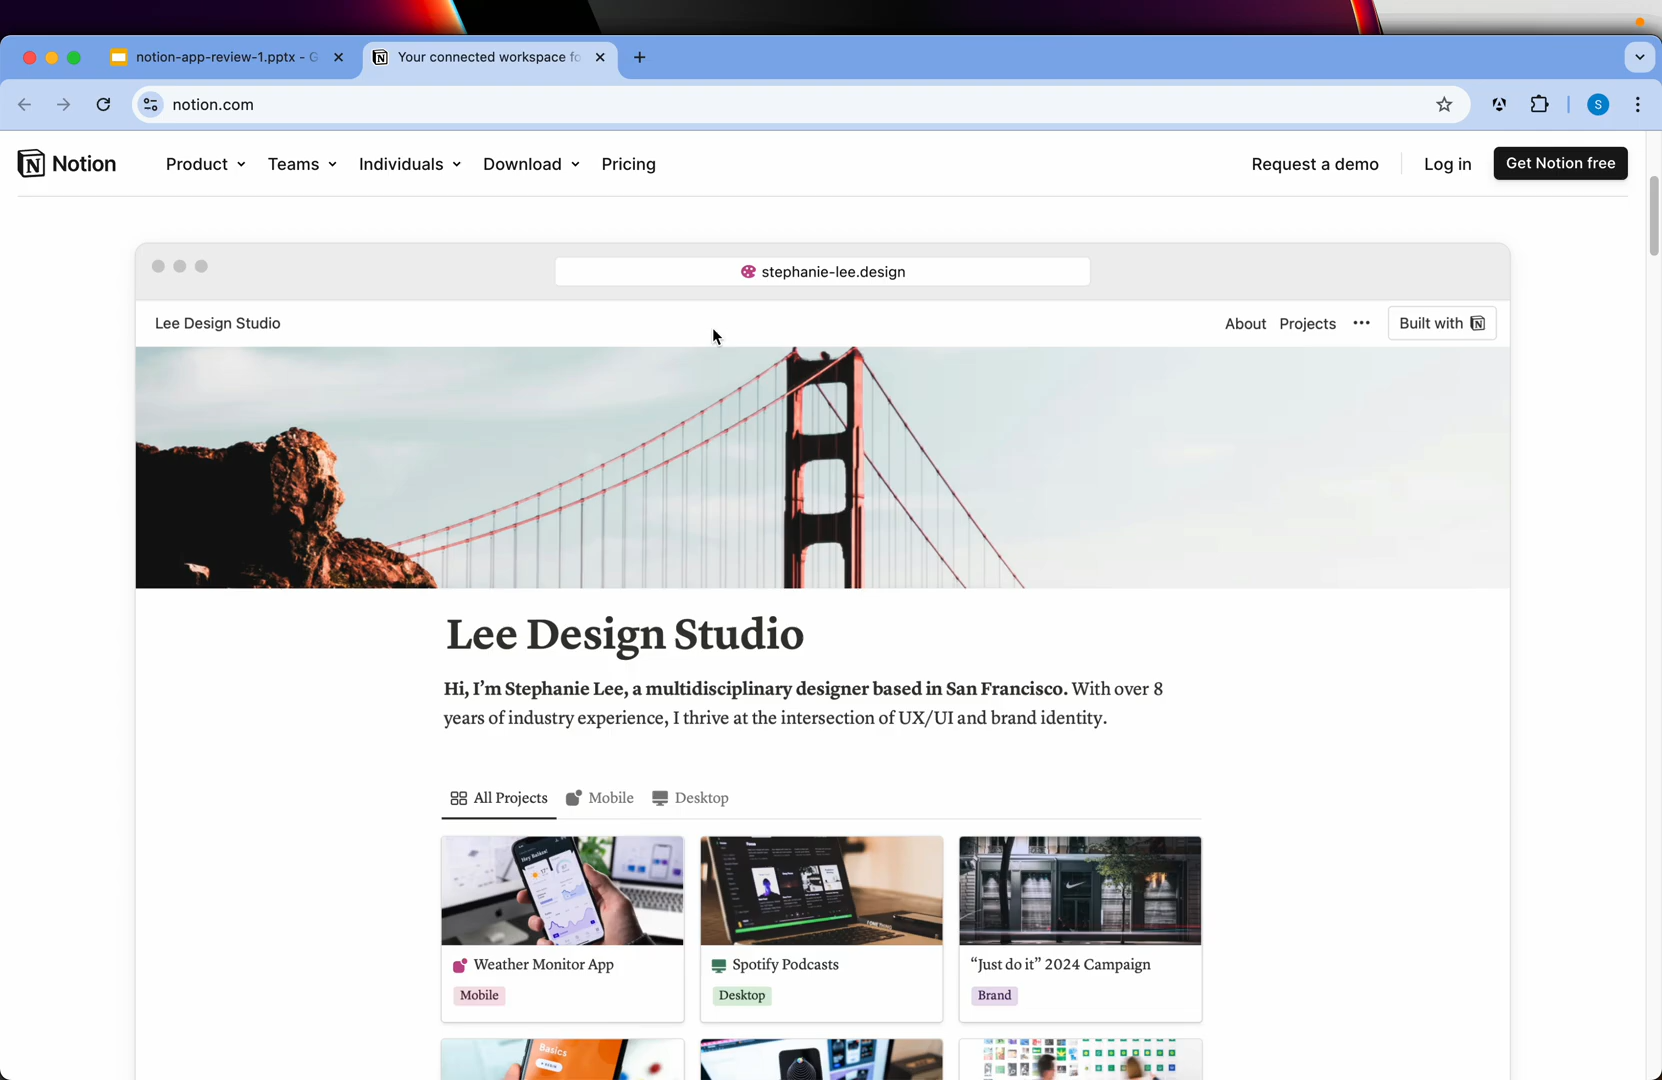 notion-app-review-1.pptx - G
Your connected workspace fo
notion.com
S
Notion
Product
Teams
Individuals
Download
Pricing
Request a demo
Log in
Get Notion free
stephanie-lee.design
Lee Design Studio
About
Projects
Built with
Lee Design Studio
Hi, I’m Stephanie Lee, a multidisciplinary designer based in San Francisco. With over 8
years of industry experience, I thrive at the intersection of UX/UI and brand identity.
All Projects
Mobile
Desktop
Weather Monitor App
Mobile
Spotify Podcasts
Desktop
“Just do it” 2024 Campaign
Brand
Basics